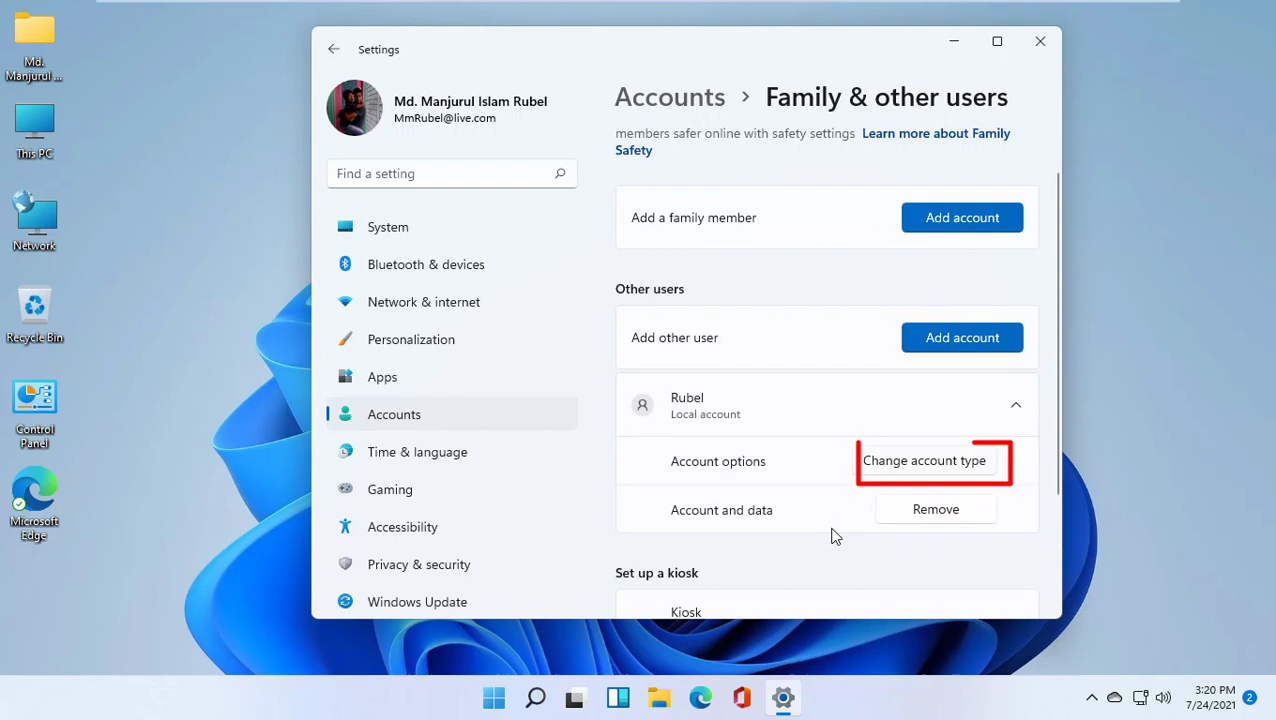 Md.
Manjurul ...
This PC
Network
Recycle Bin
Control
Panel
Microsoft
Edge
Settings
Md. Manjurul Islam Rubel
MmRubel@live.com
Find a setting
System
Bluetooth & devices
Network & internet
Personalization
Apps
Accounts
Time & language
Gaming
Accessibility
Privacy & security
Windows Update
Accounts › Family & other users
members safer online with safety settings Learn more about Family
Safety
Add a family member
Add account
Other users
Add other user
Add account
Rubel
Local account
Account options
Change account type
Account and data
Remove
Set up a kiosk
Kiosk
3:20 PM
7/24/2021
2